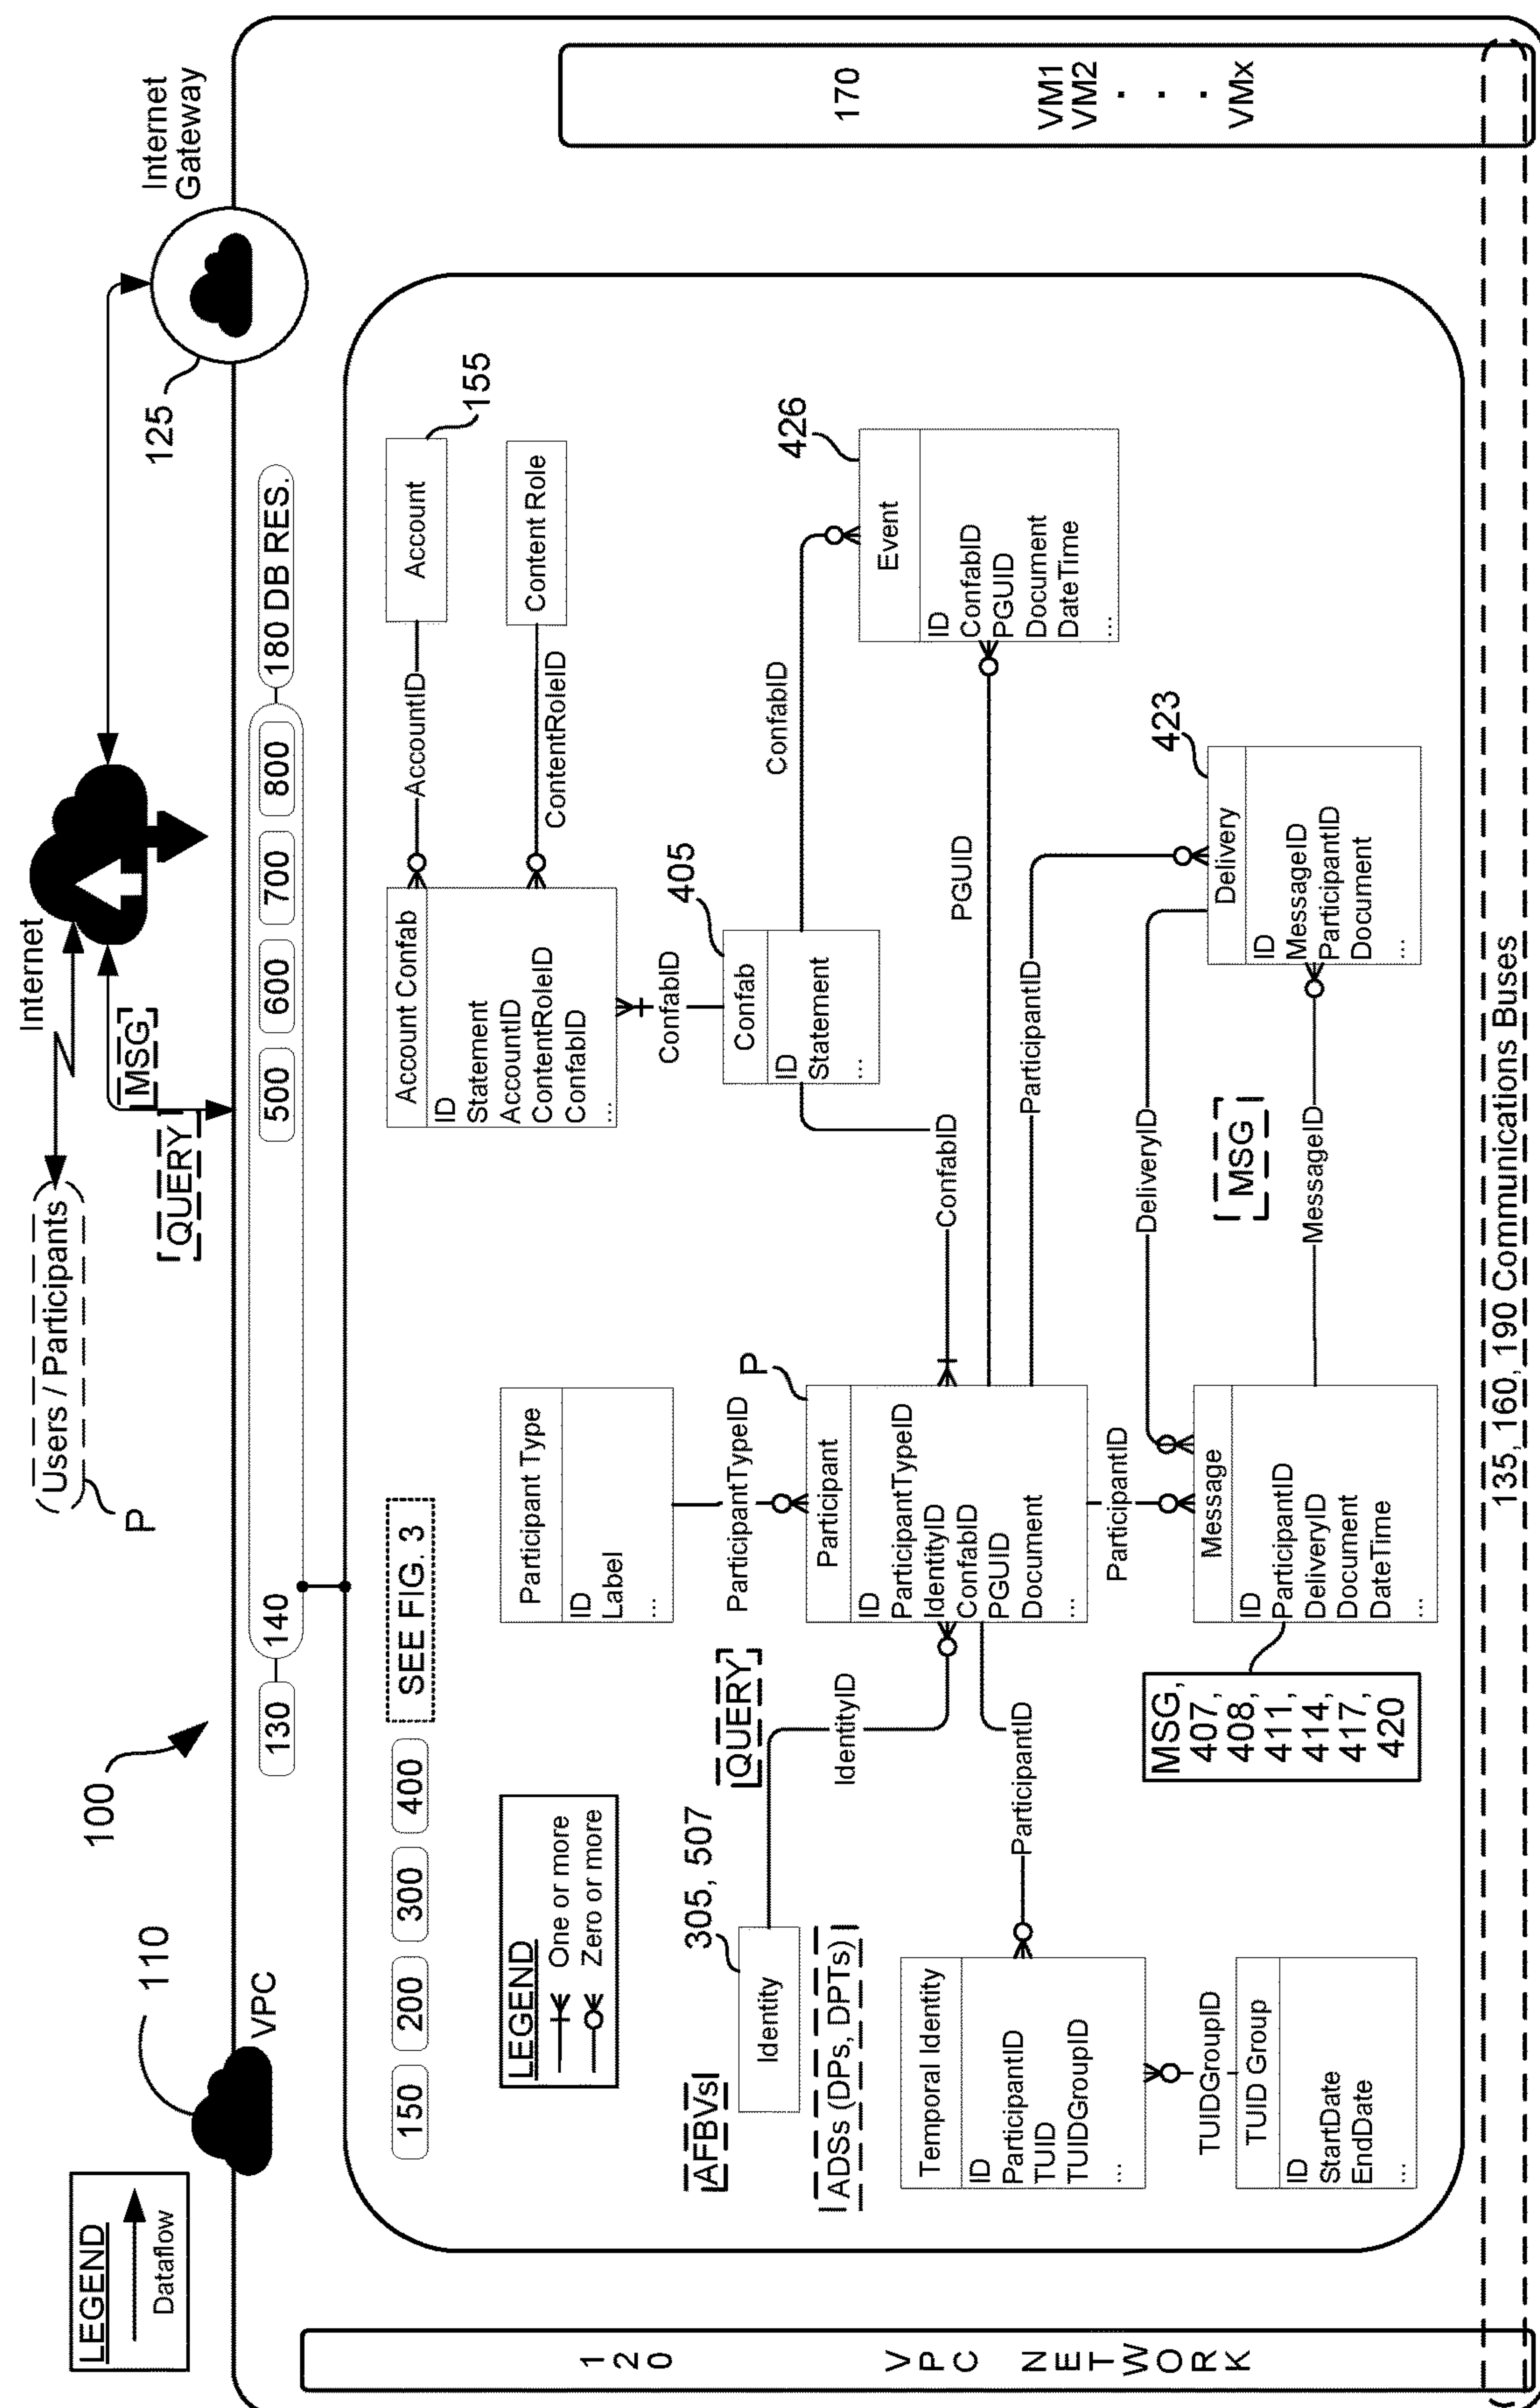 LEGEND
Dataflow
110
VPC
100
Users / Participants
P
Internet
QUERY
MSG
125
Internet
Gateway
130
140
500
600
700
800
180 DB RES.
120
VPC NETWORK
150
200
300
400
SEE FIG. 3
LEGEND
One or more
Zero or more
AFBVs
305, 507
Identity
ADSs (DPs, DPTs)
QUERY
IdentityID
Participant Type
ID
Label
...
ParticipantTypeID
P
Participant
ID
ParticipantTypeID
IdentityID
ConfabID
PGUID
Document
...
ParticipantID
Temporal Identity
ID
ParticipantID
TUID
TUIDGroupID
...
TUIDGroupID
TUID Group
ID
StartDate
EndDate
...
ParticipantID
Message
ID
ParticipantID
DeliveryID
Document
DateTime
...
MSG,
407,
408,
411,
414,
417,
420
Account Confab
ID
Statement
AccountID
ContentRoleID
ConfabID
...
AccountID
Account
155
ContentRoleID
Content Role
ConfabID
405
Confab
ID
Statement
...
ConfabID
ConfabID
426
Event
ID
ConfabID
PGUID
Document
DateTime
...
PGUID
ParticipantID
DeliveryID
MSG
MessageID
423
Delivery
ID
MessageID
ParticipantID
Document
...
170
VM1
VM2
.
.
.
VMx
135, 160, 190 Communications Buses